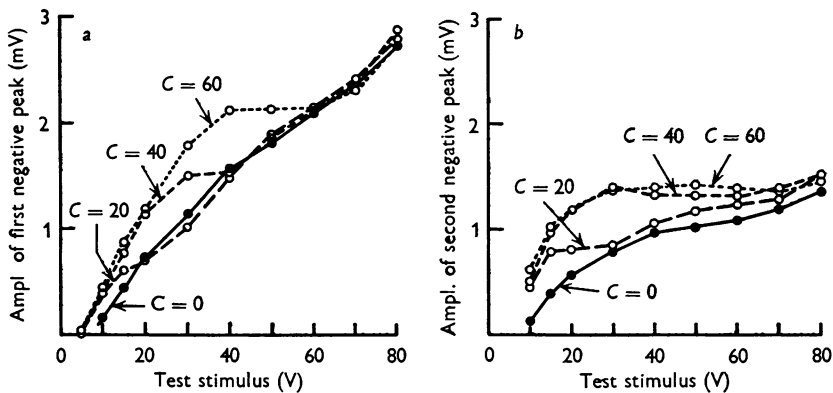 a
Ampl of first negative peak (mV)
3
2
1
0
20
40
60
80
Test stimulus (V)
C = 60
C = 40
C = 20
C = 0
b
Ampl. of second negative peak (mV)
3
2
1
0
0
20
40
60
80
Test stimulus (V)
C = 40
C = 60
C = 20
C = 0